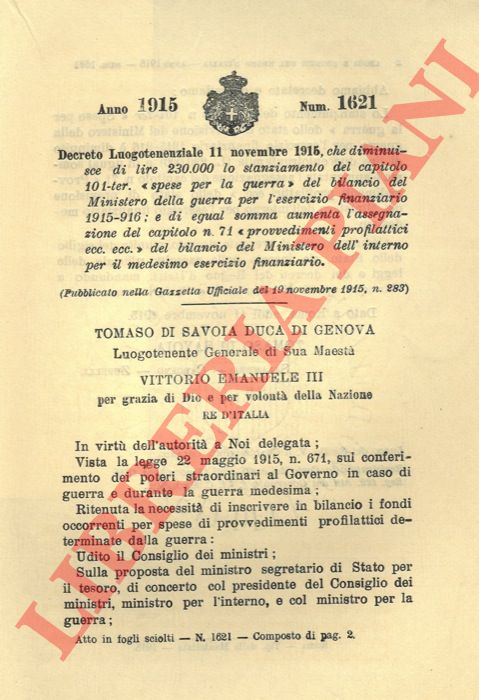 Anno 1915
Num. 1621
Decreto Luogotenenziale 11 novembre 1915, che diminui-
sce di lire 230.000 lo stanziamento del capitolo
101-ter. «spese per la guerra» del bilancio del
Ministero della guerra per l'esercizio finanziario
1915-916; e di egual somma aumenta l'assegna-
zione del capitolo n. 71 «provvedimenti profilattici
ecc. ecc.» del bilancio del Ministero dell'interno
per il medesimo esercizio finanziario.
(Pubblicato nella Gazzetta Ufficiale del 19 novembre 1915, n. 283)
TOMASO DI SAVOIA DUCA DI GENOVA
Luogotenente Generale di Sua Maestà
VITTORIO EMANUELE III
per grazia di Dio e per volontà della Nazione
RE D'ITALIA
In virtù dell'autorità a Noi delegata;
Vista la legge 22 maggio 1915, n. 671, sul conferi-
mento dei poteri straordinari al Governo in caso di
guerra e durante la guerra medesima;
Ritenuta la necessità di inscrivere in bilancio i fondi
occorrenti per spese di provvedimenti profilattici de-
terminate dalla guerra:
Udito il Consiglio dei ministri;
Sulla proposta del ministro segretario di Stato per
il tesoro, di concerto col presidente del Consiglio dei
ministri, ministro per l'interno, e col ministro per la
guerra;
Atto in fogli sciolti — N. 1621 — Composto di pag. 2.
LIBRERIA PIANI